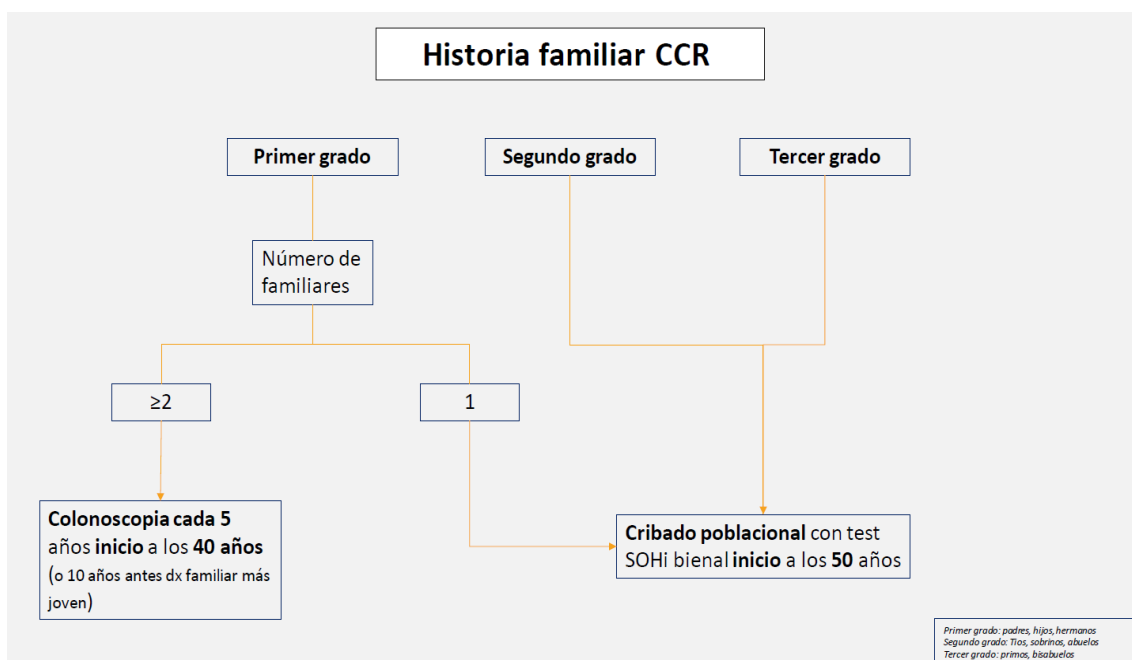 Historia familiar CCR
Primer grado
Segundo grado
Tercer grado
Número de
familiares
≥2
1
Colonoscopia cada 5
años inicio a los 40 años
(o 10 años antes dx familiar más
joven)
Cribado poblacional con test
SOHi bienal inicio a los 50 años
Primer grado: padres, hijos, hermanos
Segundo grado: Tios, sobrinos, abuelos
Tercer grado: primos, bisabuelos